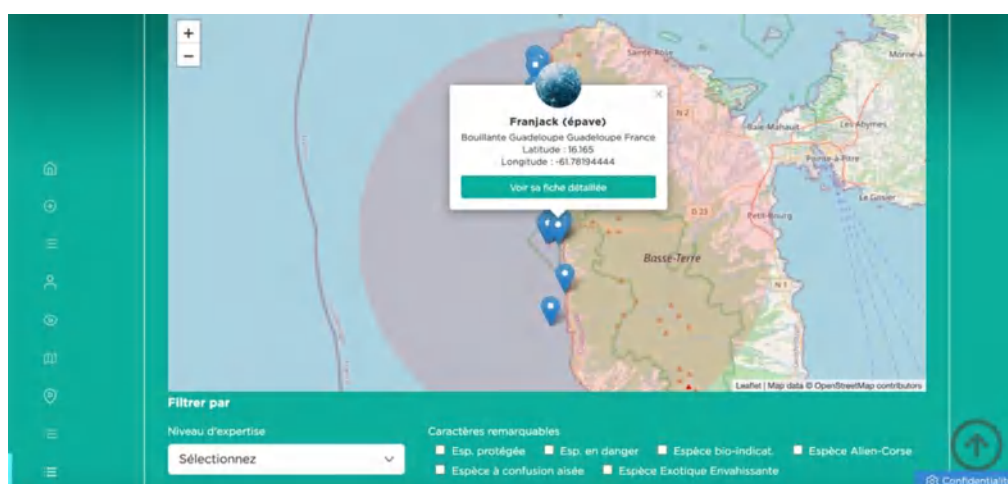 +
−
Sainte-Rose
Morne-À
×
Franjack (épave)
N 2
Bouillante Guadeloupe Guadeloupe France
Baie-Mahault
Les Abymes
Latitude : 16.165
Longitude : -61.78194444
Pointe-à-Pitre
Voir sa fiche détaillée
Le Gosier
D 23
Petit-Bourg
Basse-Terre
N 1
Leaflet | Map data © OpenStreetMap contributors
Filtrer par
Niveau d'expertise
Caractères remarquables
Sélectionnez
Esp. protégée
Esp. en danger
Espèce bio-indicat.
Espèce Alien-Corse
Espèce à confusion aisée
Espèce Exotique Envahissante
Confidentialit